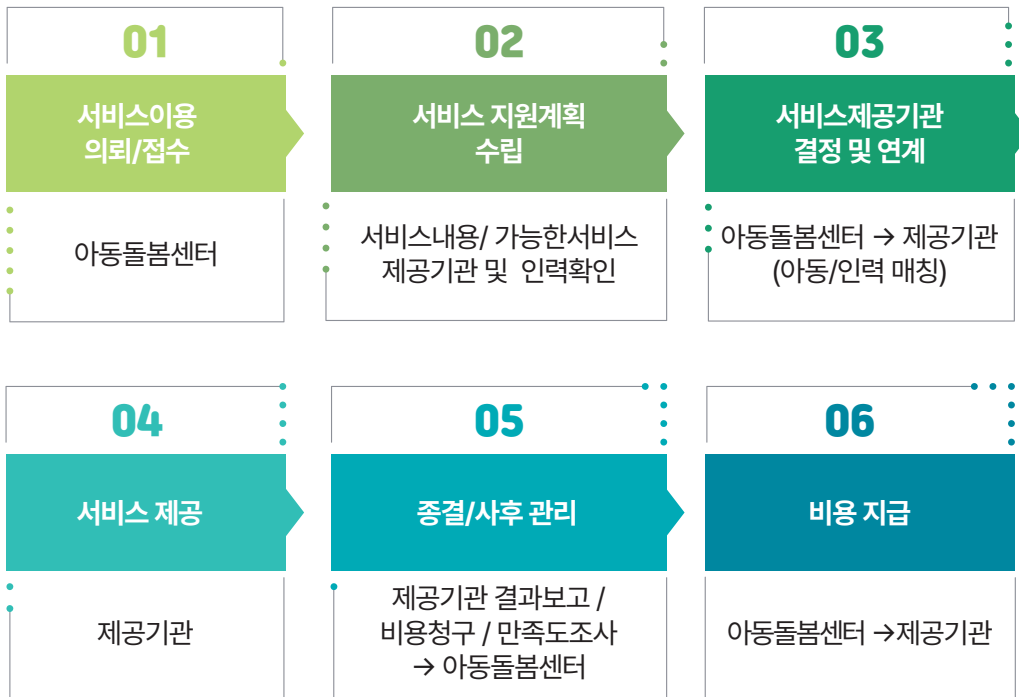 01
서비스이용
의뢰/접수
아동돌봄센터
02
서비스 지원계획
수립
서비스내용/ 가능한서비스
제공기관 및 인력확인
03
서비스제공기관
결정 및 연계
아동돌봄센터 → 제공기관
(아동/인력 매칭)
04
서비스 제공
제공기관
05
종결/사후 관리
제공기관 결과보고 /
비용청구 / 만족도조사
→ 아동돌봄센터
06
비용 지급
아동돌봄센터 →제공기관